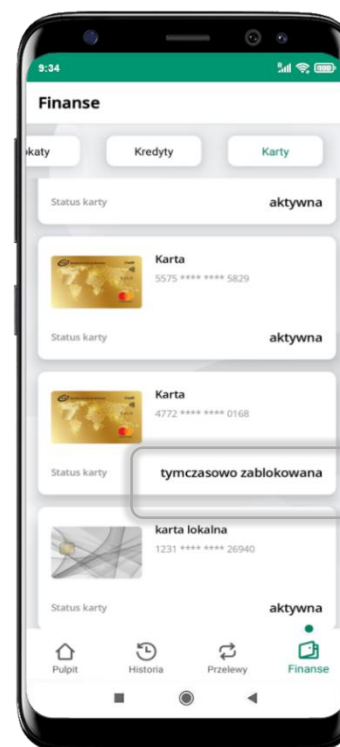 9:34
Finanse
katy Kredyty Karty
Status karty aktywna
Karta
5575 **** **** 5829
Status karty aktywna
Karta
4772 **** **** 0168
Status karty tymczasowo zablokowana
karta lokalna
1231 **** **** 26940
Status karty aktywna
Pulpit Historia Przelewy Finanse